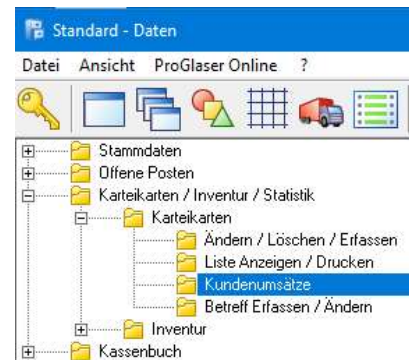 Standard - Daten
Datei Ansicht ProGlaser Online ?
Stammdaten
Offene Posten
Karteikarten / Inventur / Statistik
Karteikarten
Ändern / Löschen / Erfassen
Liste Anzeigen / Drucken
Kundenumsätze
Betreff Erfassen / Ändern
Inventur
Kassenbuch